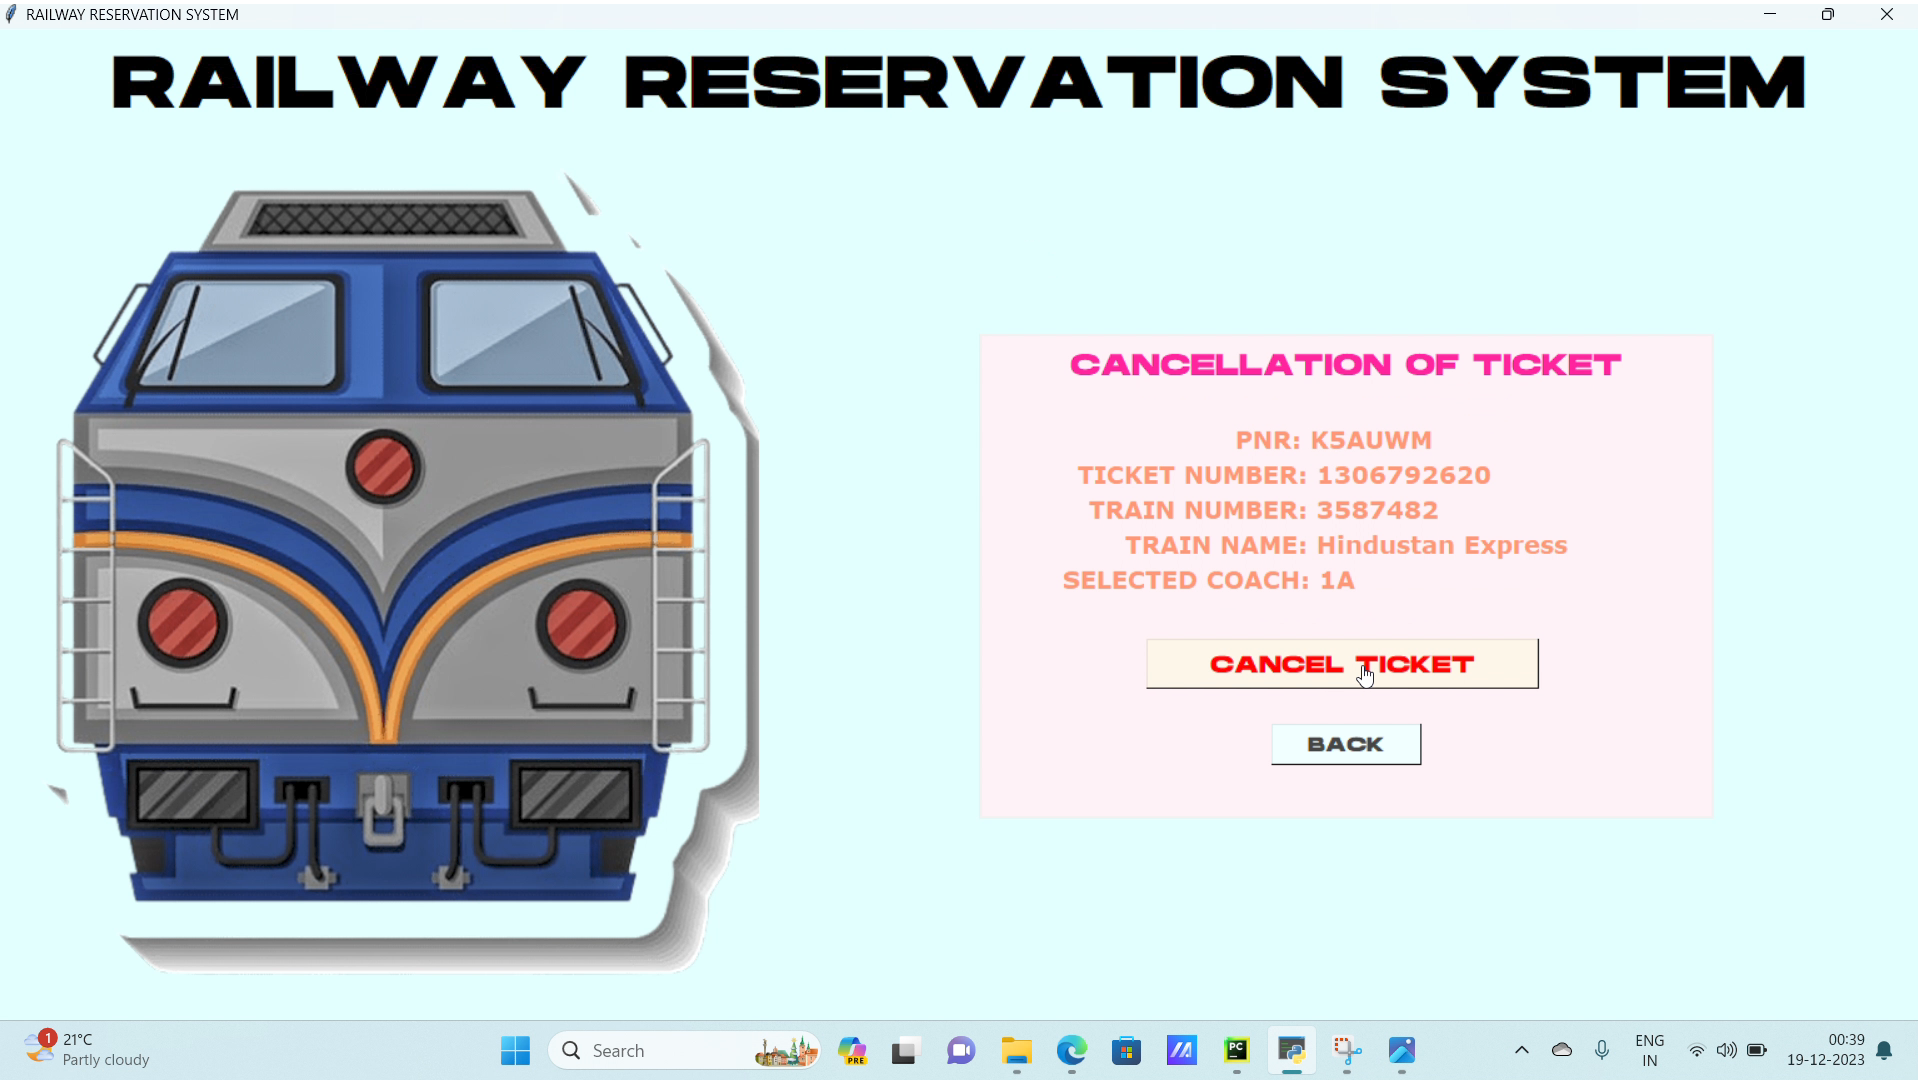 RAILWAY RESERVATION SYSTEM
RAILWAY RESERVATION SYSTEM
CANCELLATION OF TICKET
PNR: K5AUWM
TICKET NUMBER: 1306792620
TRAIN NUMBER: 3587482
TRAIN NAME: Hindustan Express
SELECTED COACH: 1A
CANCEL TICKET
BACK
1
21°C
Partly cloudy
Search
PRE
PC
ENG
IN
00:39
19-12-2023